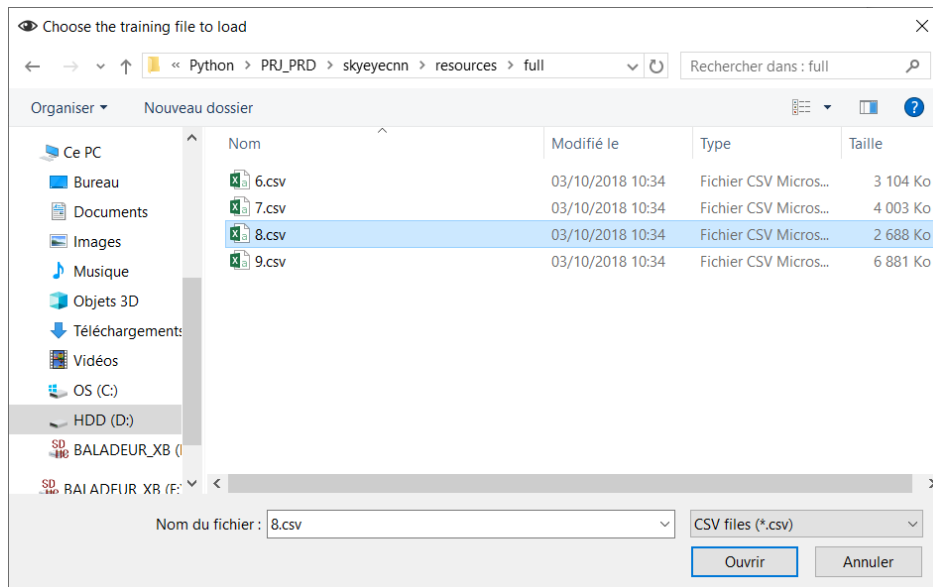 Choose the training file to load
« Python > PRJ_PRD > skyeyecnn > resources > full
Rechercher dans : full
Organiser
Nouveau dossier
Nom Modifié le Type Taille
6.csv 03/10/2018 10:34 Fichier CSV Micros... 3 104 Ko
7.csv 03/10/2018 10:34 Fichier CSV Micros... 4 003 Ko
8.csv 03/10/2018 10:34 Fichier CSV Micros... 2 688 Ko
9.csv 03/10/2018 10:34 Fichier CSV Micros... 6 881 Ko
Ce PC
Bureau
Documents
Images
Musique
Objets 3D
Téléchargements
Vidéos
OS (C:)
HDD (D:)
BALADEUR_XB (
BALADEUR_XB (E:
Nom du fichier : 8.csv
CSV files (*.csv)
Ouvrir
Annuler